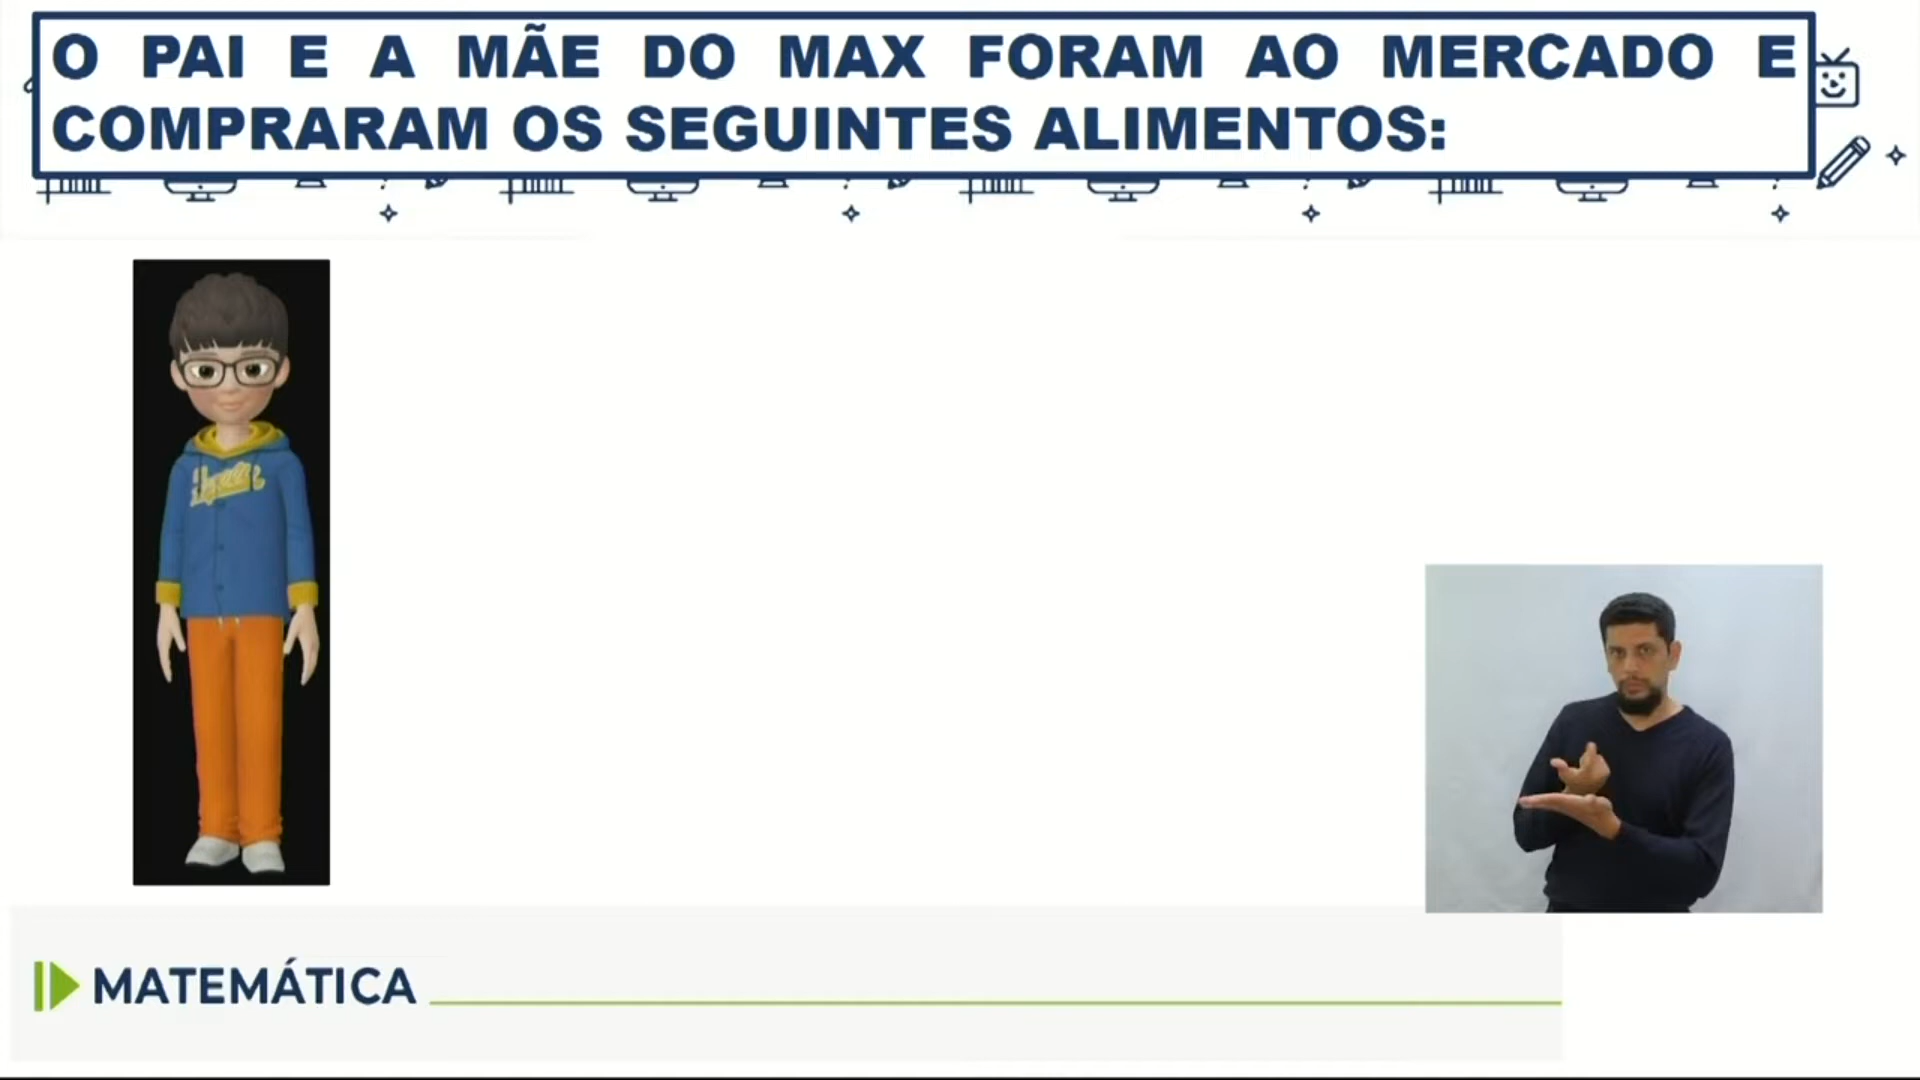 O PAI E A MÃE DO MAX FORAM AO MERCADO E
COMPRARAM OS SEGUINTES ALIMENTOS:
MATEMÁTICA